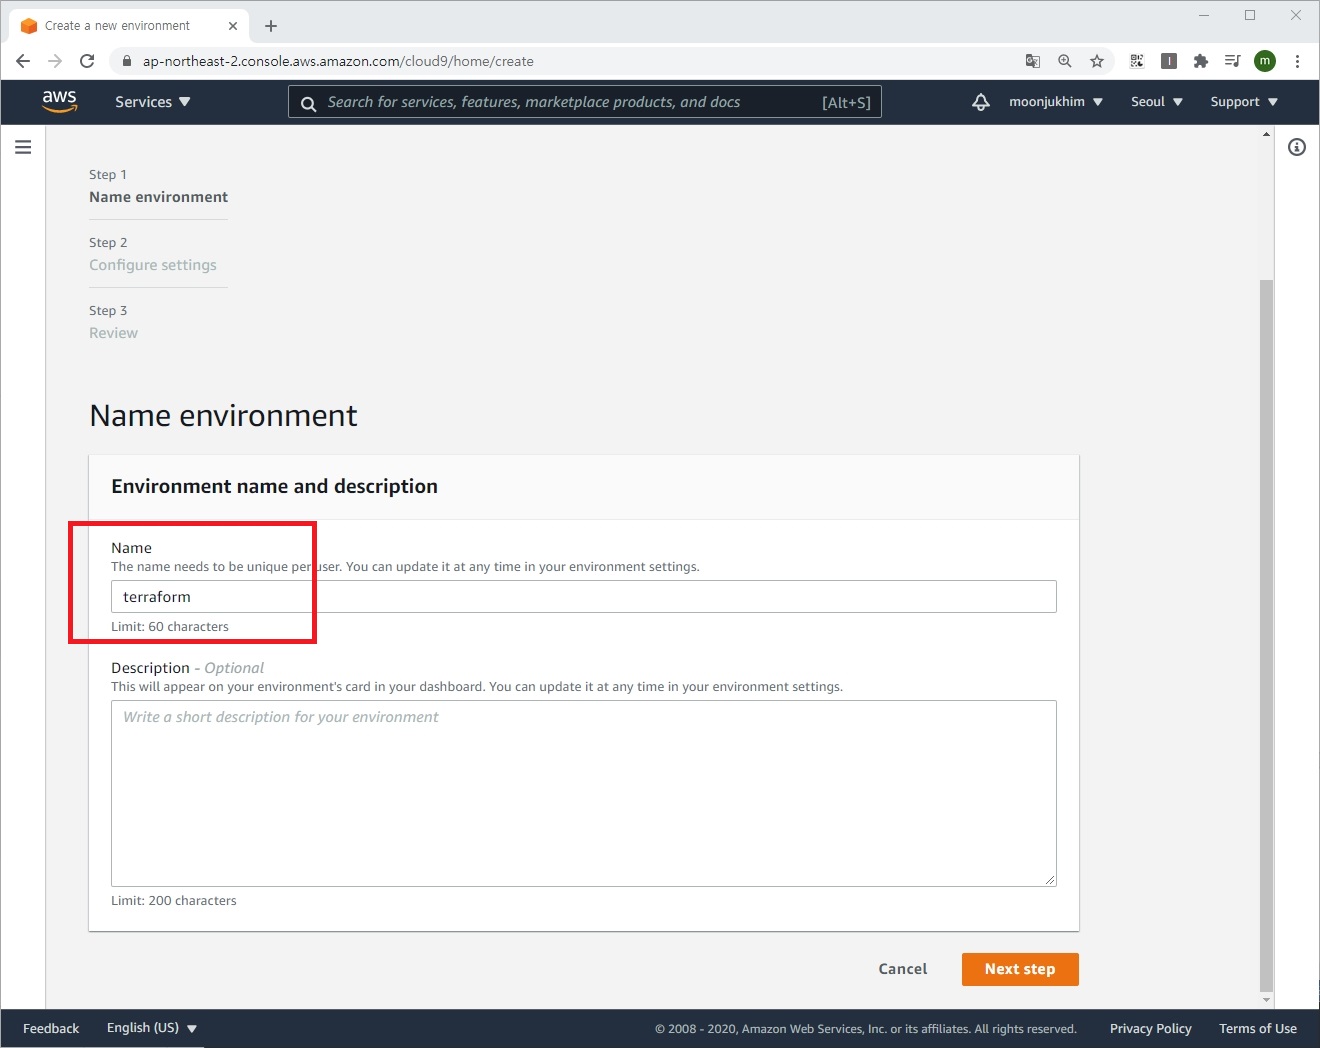 Create a new environment
ap-northeast-2.console.aws.amazon.com/cloud9/home/create
m
aws
Services
Search for services, features, marketplace products, and docs
[Alt+S]
moonjukhim
Seoul
Support
Step 1
Name environment
Step 2
Configure settings
Step 3
Review
Name environment
Environment name and description
Name
The name needs to be unique per user. You can update it at any time in your environment settings.
terraform
Limit: 60 characters
Description - Optional
This will appear on your environment's card in your dashboard. You can update it at any time in your environment settings.
Write a short description for your environment
Limit: 200 characters
Cancel
Next step
Feedback
English (US)
© 2008 - 2020, Amazon Web Services, Inc. or its affiliates. All rights reserved.
Privacy Policy
Terms of Use